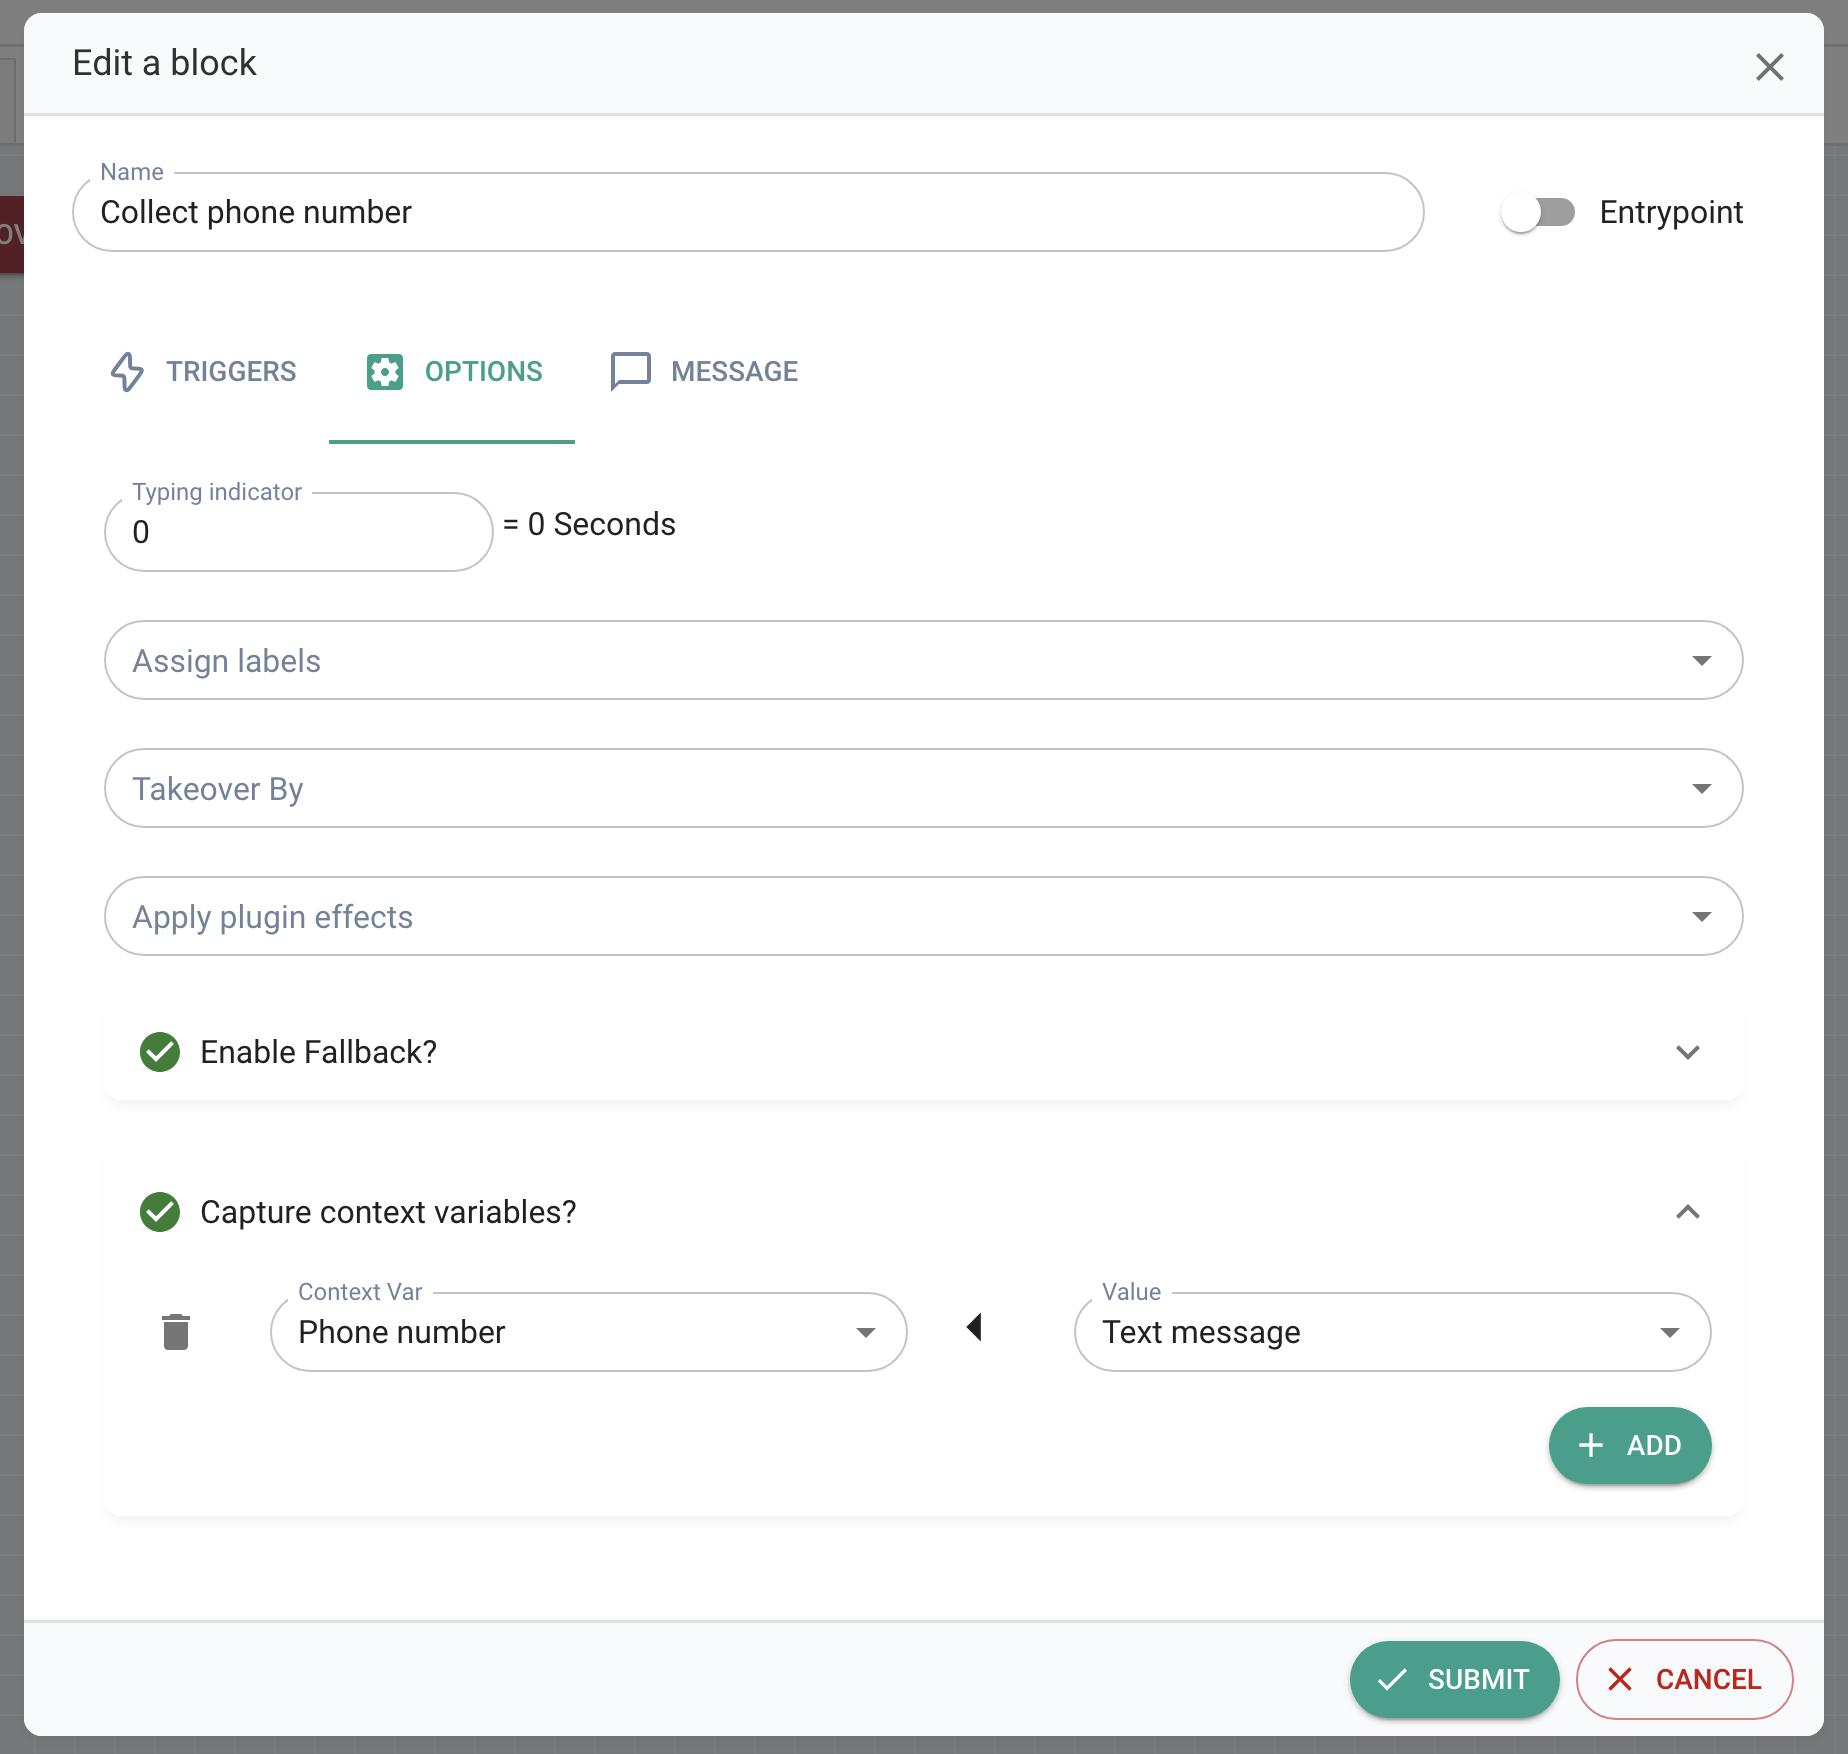 Edit a block
Name
Collect phone number
Entrypoint
TRIGGERS
OPTIONS
MESSAGE
Typing indicator
0
= 0 Seconds
Assign labels
Takeover By
Apply plugin effects
Enable Fallback?
Capture context variables?
Context Var
Phone number
Value
Text message
ADD
SUBMIT
CANCEL